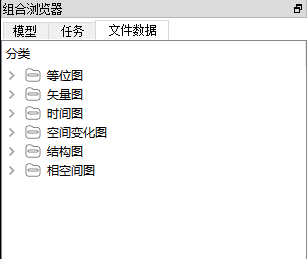 组合浏览器
模型 任务 文件数据
分类
等位图
矢量图
时间图
空间变化图
结构图
相空间图